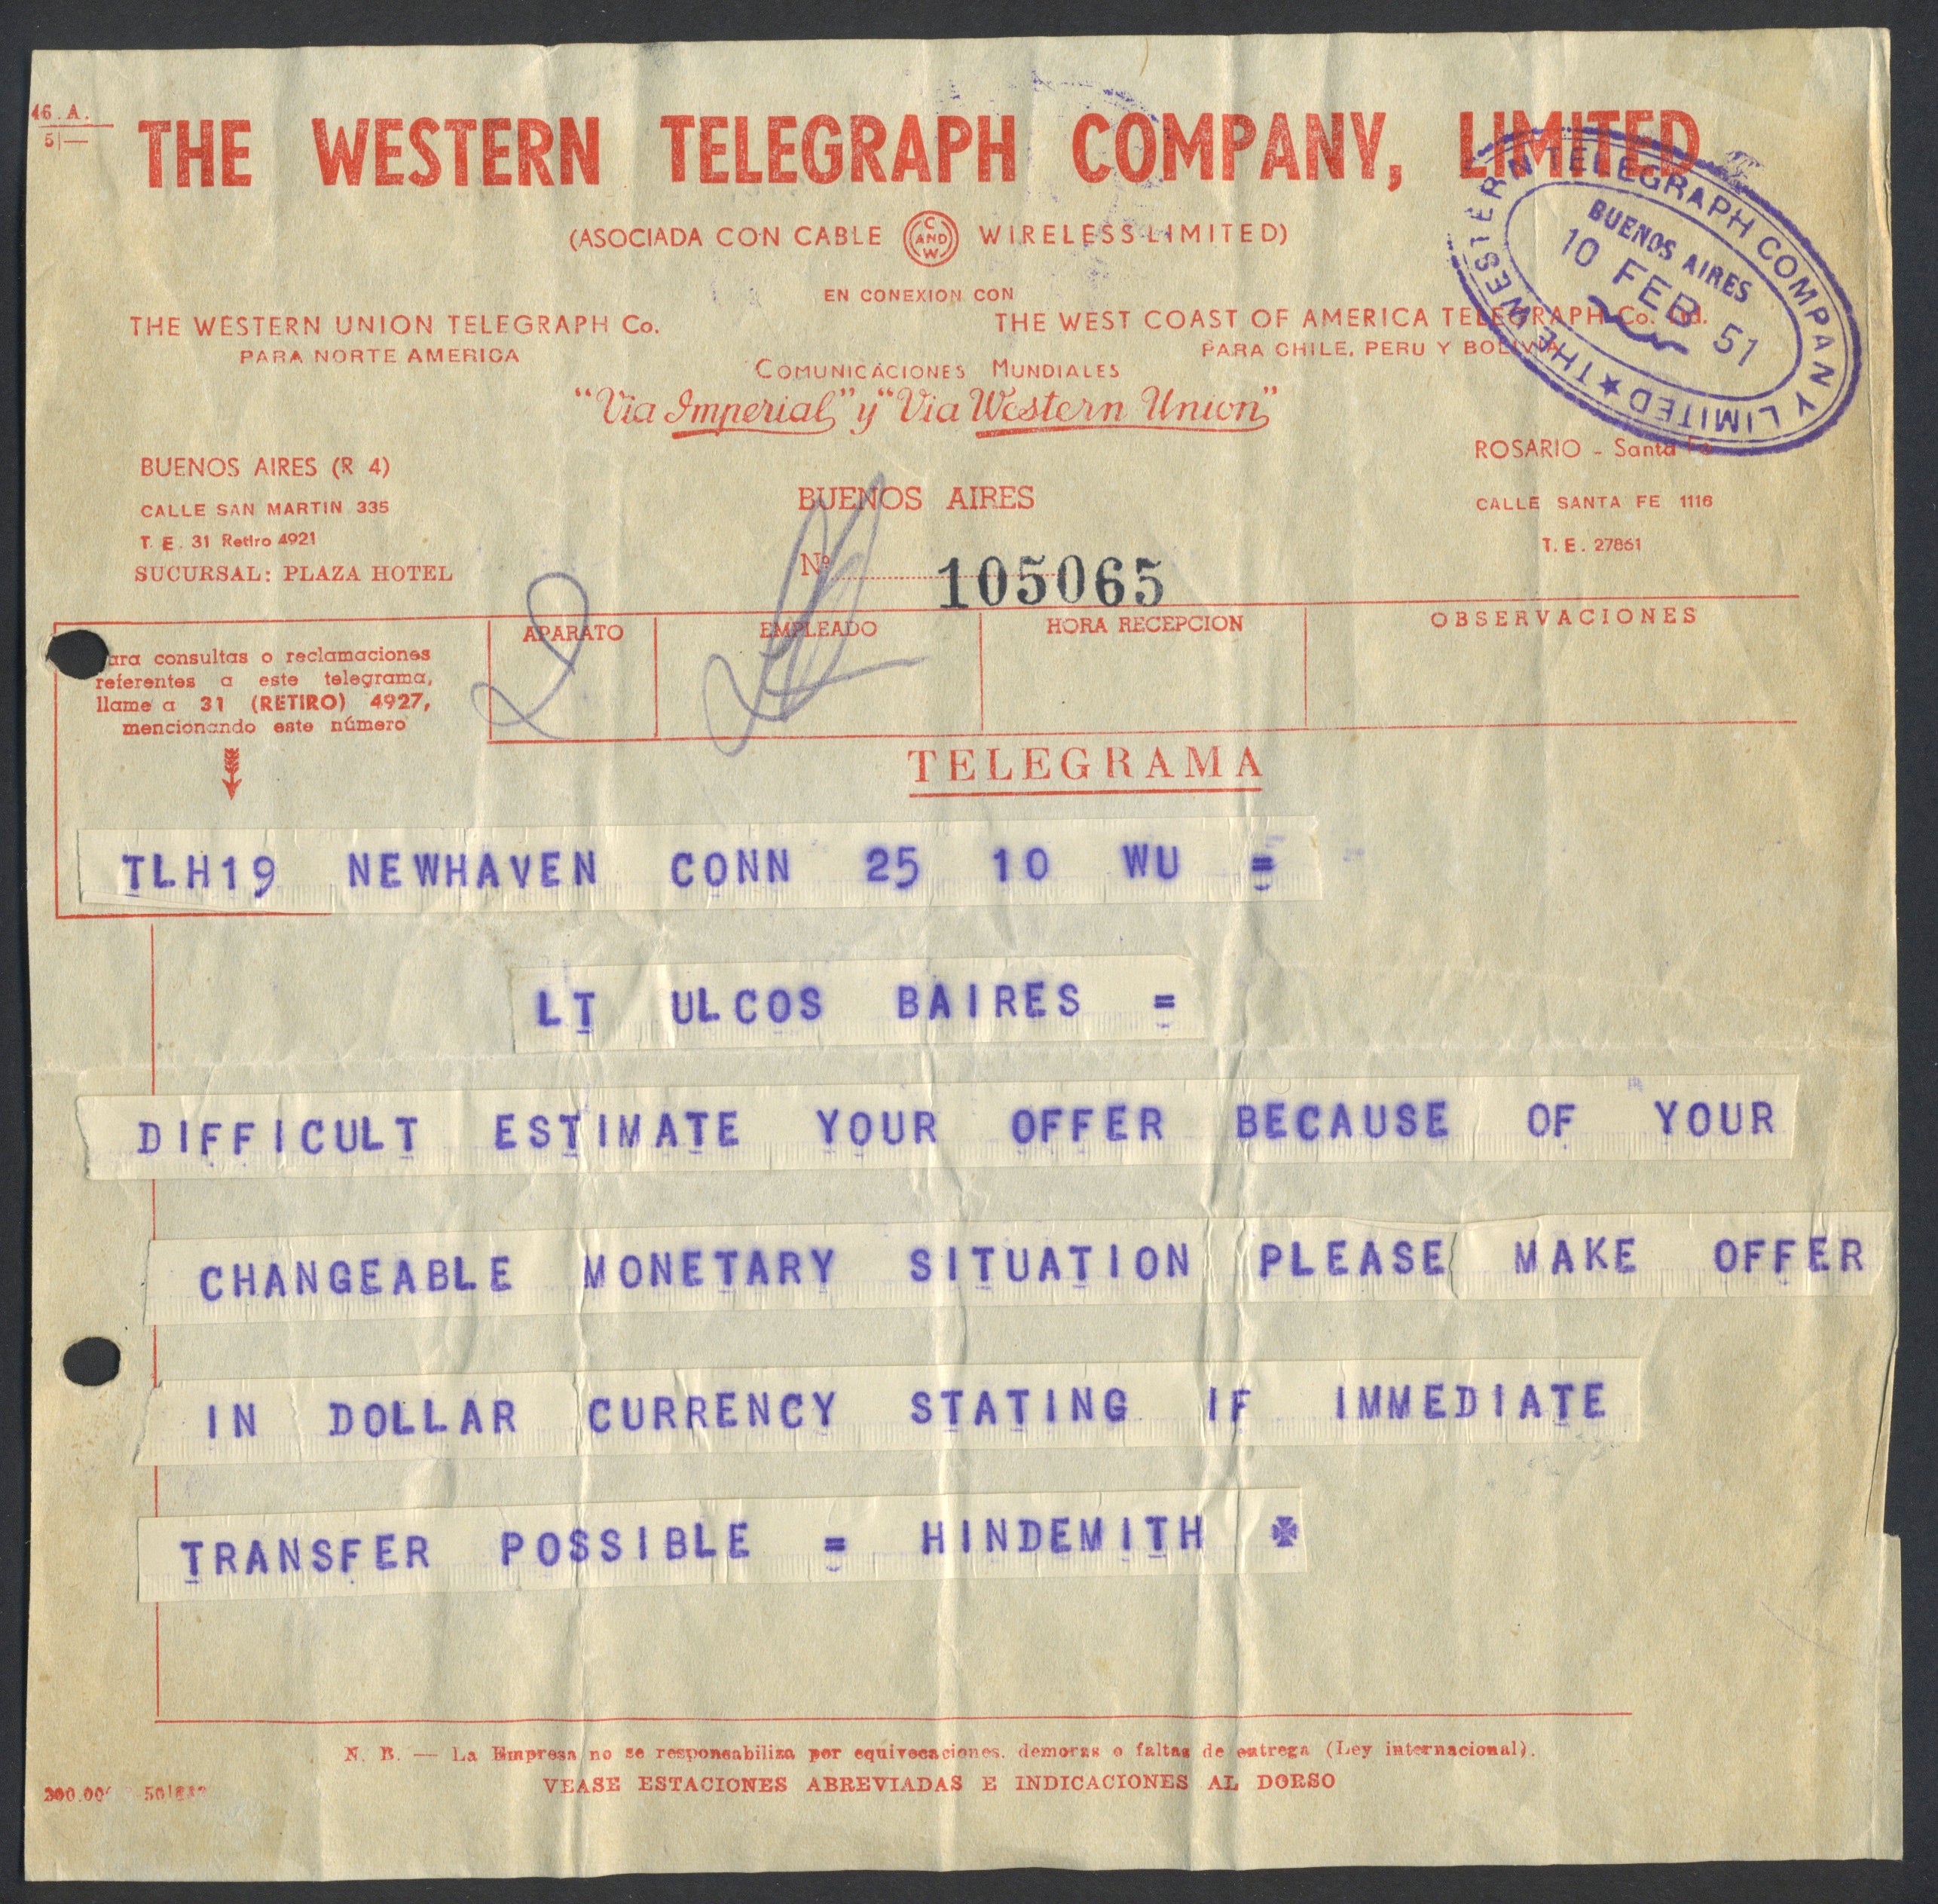 46.A.
5|—
THE WESTERN TELEGRAPH COMPANY, LIMITED
(ASOCIADA CON CABLE C AND W WIRELESS LIMITED)
THE WESTERN TELEGRAPH COMPANY LIMITED ★
BUENOS AIRES
10 FEB 51
EN CONEXION CON
THE WESTERN UNION TELEGRAPH Co.
PARA NORTE AMERICA
THE WEST COAST OF AMERICA TELEGRAPH Co. Ltd.
PARA CHILE, PERU Y BOLIVIA
COMUNICACIONES MUNDIALES
"Via Imperial" y "Via Western Union"
BUENOS AIRES (R 4)
CALLE SAN MARTIN 335
T. E. 31 Retiro 4921
SUCURSAL: PLAZA HOTEL
BUENOS AIRES
Nº 105065
ROSARIO - Santa Fe
CALLE SANTA FE 1116
T. E. 27861
Para consultas o reclamaciones
referentes a este telegrama,
llame a 31 (RETIRO) 4927,
mencionando este número
APARATO
EMPLEADO
HORA RECEPCION
OBSERVACIONES
TELEGRAMA
TLH19 NEWHAVEN CONN 25 10 WU =
LT ULCOS BAIRES =
DIFFICULT ESTIMATE YOUR OFFER BECAUSE OF YOUR
CHANGEABLE MONETARY SITUATION PLEASE MAKE OFFER
IN DOLLAR CURRENCY STATING IF IMMEDIATE
TRANSFER POSSIBLE = HINDEMITH ✠
N. B. — La Empresa no se responsabiliza por equivocaciones, demoras o faltas de entrega (Ley internacional).
VEASE ESTACIONES ABREVIADAS E INDICACIONES AL DORSO